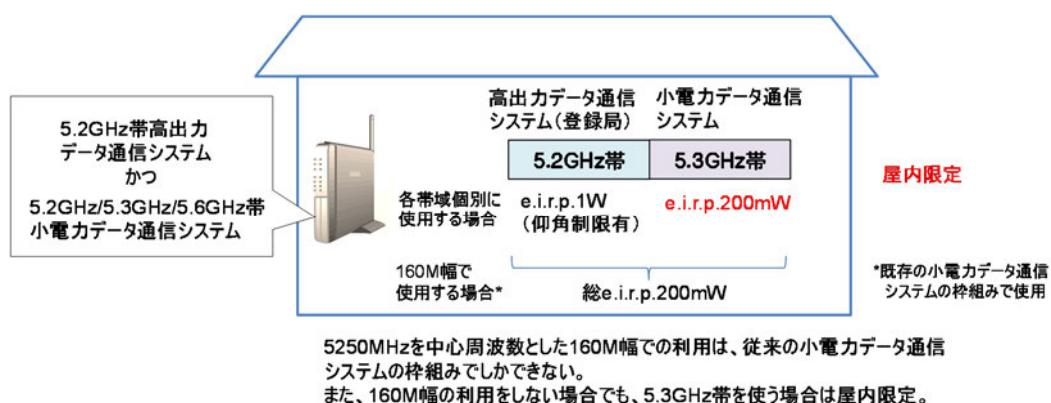 5.2GHz帯高出力
データ通信システム
かつ
5.2GHz/5.3GHz/5.6GHz帯
小電力データ通信システム
高出力データ通信
システム(登録局)
小電力データ通信
システム
5.2GHz帯
5.3GHz帯
各帯域個別に
使用する場合
e.i.r.p.1W
(仰角制限有)
e.i.r.p.200mW
160M幅で
使用する場合*
総e.i.r.p.200mW
屋内限定
*既存の小電力データ通信
システムの枠組みで使用
5250MHzを中心周波数とした160M幅での利用は、従来の小電力データ通信
システムの枠組みでしかできない。
また、160M幅の利用をしない場合でも、5.3GHz帯を使う場合は屋内限定。